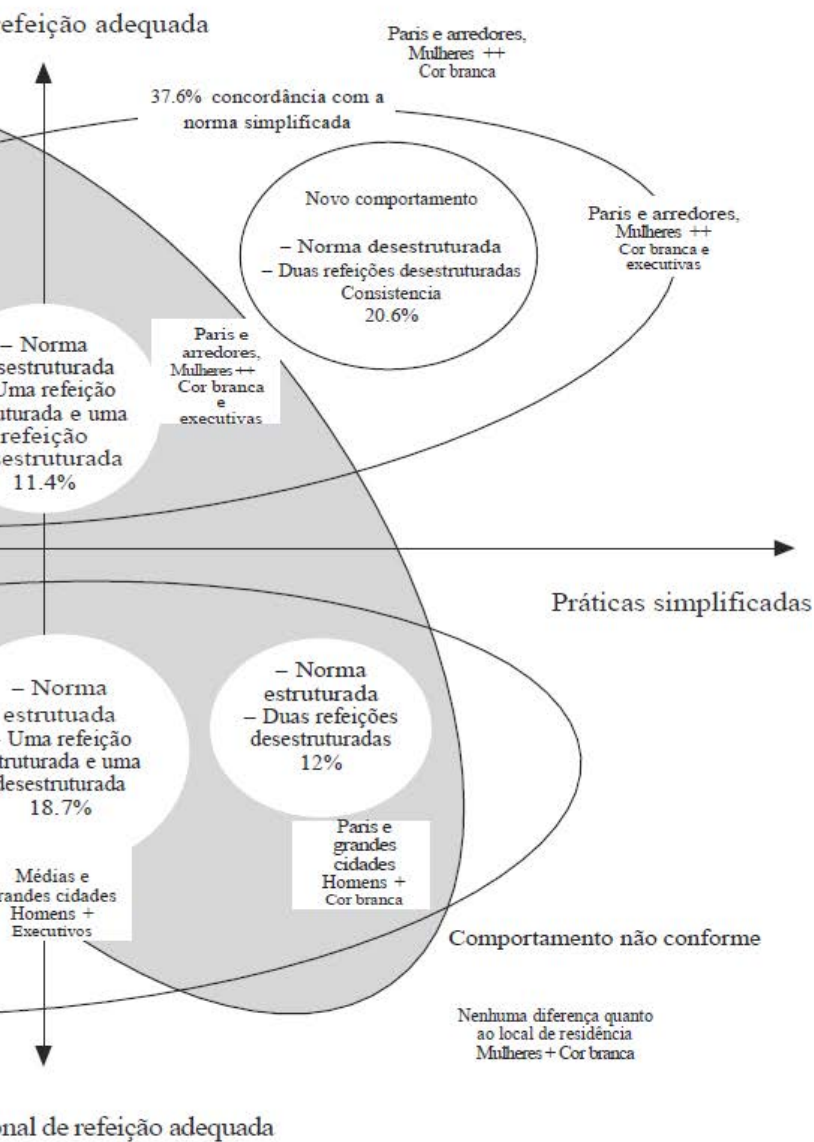 refeição adequada
Paris e arredores,
Mulheres ++
Cor branca
37.6% concordância com a
norma simplificada
Novo comportamento
– Norma desestruturada
– Duas refeições desestruturadas
Consistencia
20.6%
Paris e arredores,
Mulheres ++
Cor branca e
executivas
Paris e
arredores,
Mulheres ++
Cor branca
e
executivas
– Norma
sestruturada
Uma refeição
uturada e uma
refeição
estruturada
11.4%
Práticas simplificadas
– Norma
estrutuada
Uma refeição
truturada e uma
desestruturada
18.7%
– Norma
estruturada
– Duas refeições
desestruturadas
12%
Médias e
randes cidades
Homens +
Executivos
Paris e
grandes
cidades
Homens +
Cor branca
Comportamento não conforme
Nenhuma diferença quanto
ao local de residência
Mulheres + Cor branca
onal de refeição adequada